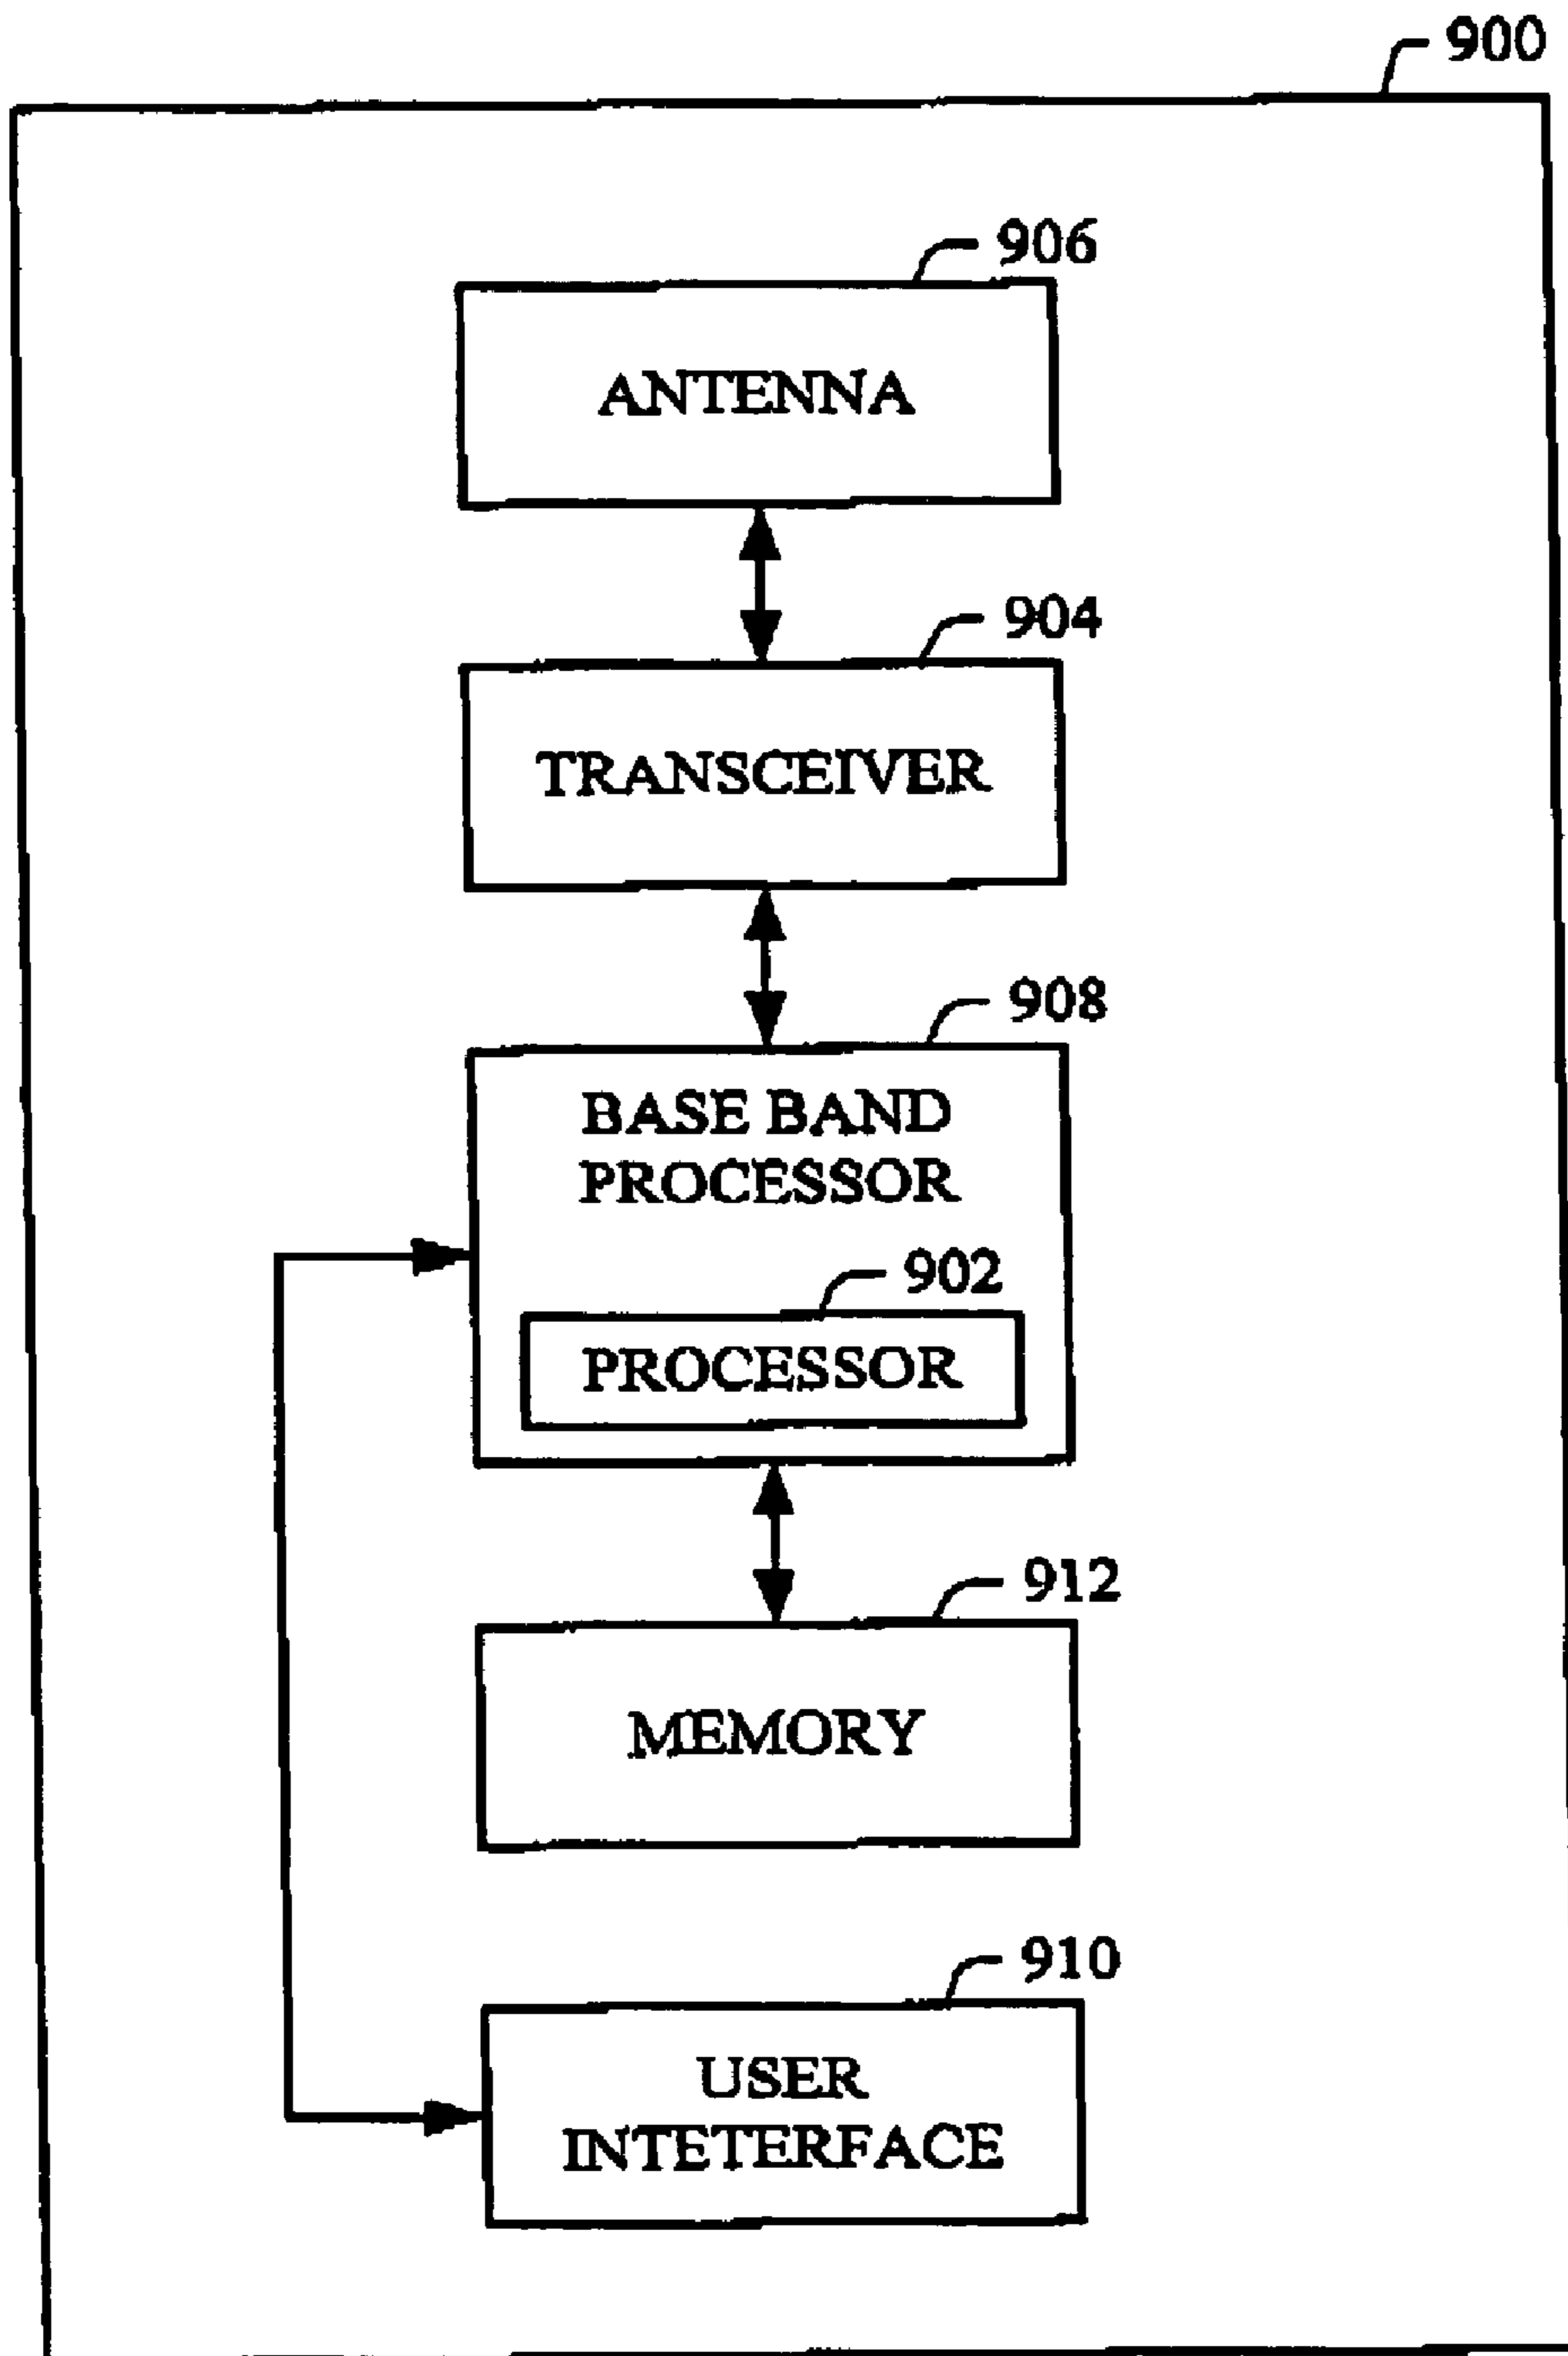 900
906
ANTENNA
904
TRANSCEIVER
908
BASE BAND
PROCESSOR
902
PROCESSOR
912
MEMORY
910
USER
INTETERFACE